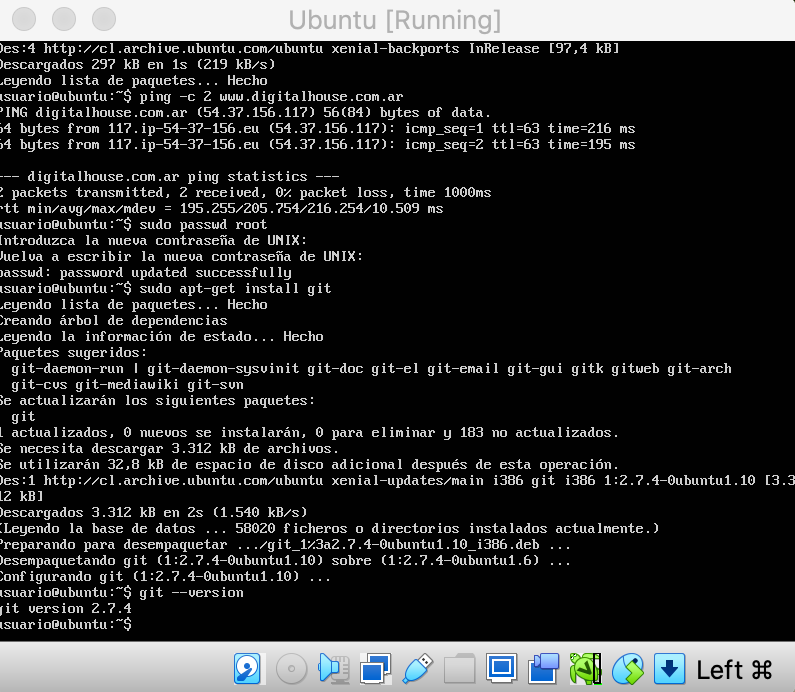 Ubuntu [Running]
Des:4 http://cl.archive.ubuntu.com/ubuntu xenial-backports InRelease [97,4 kB]
Descargados 297 kB en 1s (219 kB/s)
Leyendo lista de paquetes... Hecho
usuario@ubuntu:~$ ping -c 2 www.digitalhouse.com.ar
PING digitalhouse.com.ar (54.37.156.117) 56(84) bytes of data.
64 bytes from 117.ip-54-37-156.eu (54.37.156.117): icmp_seq=1 ttl=63 time=216 ms
64 bytes from 117.ip-54-37-156.eu (54.37.156.117): icmp_seq=2 ttl=63 time=195 ms
--- digitalhouse.com.ar ping statistics ---
2 packets transmitted, 2 received, 0% packet loss, time 1000ms
rtt min/avg/max/mdev = 195.255/205.754/216.254/10.509 ms
usuario@ubuntu:~$ sudo passwd root
Introduzca la nueva contraseña de UNIX:
Vuelva a escribir la nueva contraseña de UNIX:
passwd: password updated successfully
usuario@ubuntu:~$ sudo apt-get install git
Leyendo lista de paquetes... Hecho
Creando árbol de dependencias
Leyendo la información de estado... Hecho
Paquetes sugeridos:
git-daemon-run | git-daemon-sysvinit git-doc git-el git-email git-gui gitk gitweb git-arch
git-cvs git-mediawiki git-svn
Se actualizarán los siguientes paquetes:
git
1 actualizados, 0 nuevos se instalarán, 0 para eliminar y 183 no actualizados.
Se necesita descargar 3.312 kB de archivos.
Se utilizarán 32,8 kB de espacio de disco adicional después de esta operación.
Des:1 http://cl.archive.ubuntu.com/ubuntu xenial-updates/main i386 git i386 1:2.7.4-0ubuntu1.10 [3.3
12 kB]
Descargados 3.312 kB en 2s (1.540 kB/s)
(Leyendo la base de datos ... 58020 ficheros o directorios instalados actualmente.)
Preparando para desempaquetar .../git_1%3a2.7.4-0ubuntu1.10_i386.deb ...
Desempaquetando git (1:2.7.4-0ubuntu1.10) sobre (1:2.7.4-0ubuntu1.6) ...
Configurando git (1:2.7.4-0ubuntu1.10) ...
usuario@ubuntu:~$ git --version
git version 2.7.4
usuario@ubuntu:~$
Left ⌘